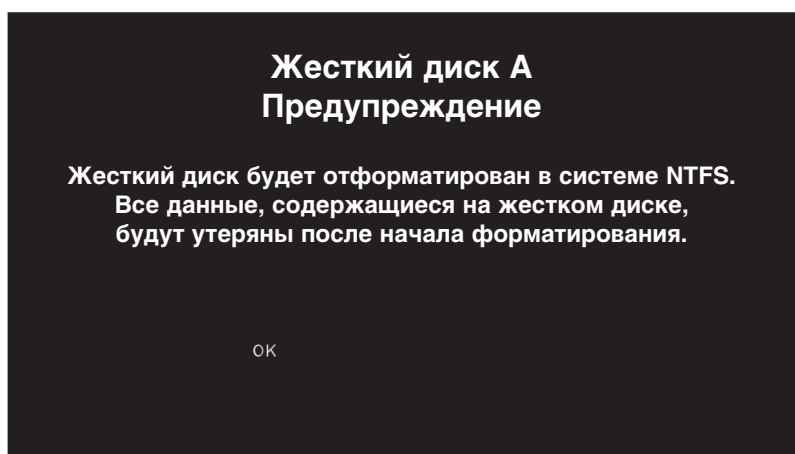 Жесткий диск A
Предупреждение
Жесткий диск будет отформатирован в системе NTFS.
Все данные, содержащиеся на жестком диске,
будут утеряны после начала форматирования.
OK